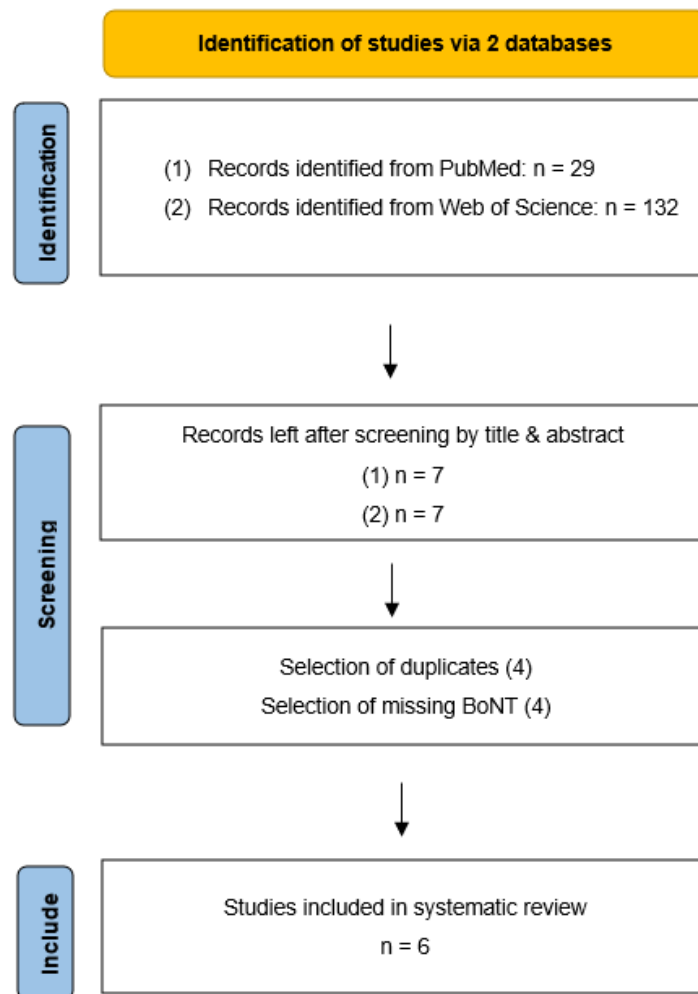 Identification of studies via 2 databases
Identification
(1) Records identified from PubMed: n = 29
(2) Records identified from Web of Science: n = 132
Screening
Records left after screening by title & abstract
(1) n = 7
(2) n = 7
Selection of duplicates (4)
Selection of missing BoNT (4)
Include
Studies included in systematic review
n = 6